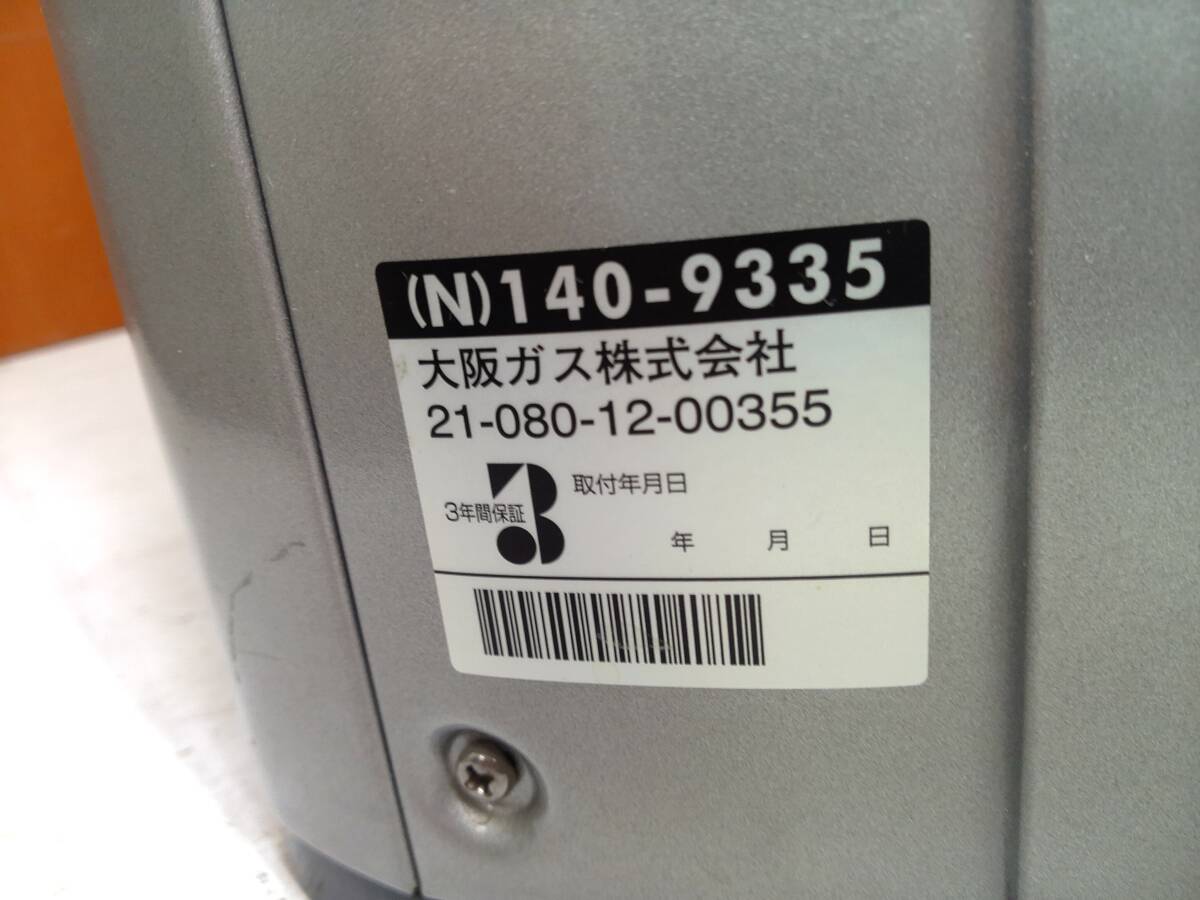 (N)140-9335
大阪ガス株式会社
21-080-12-00355
3年間保証
取付年月日
年 月 日